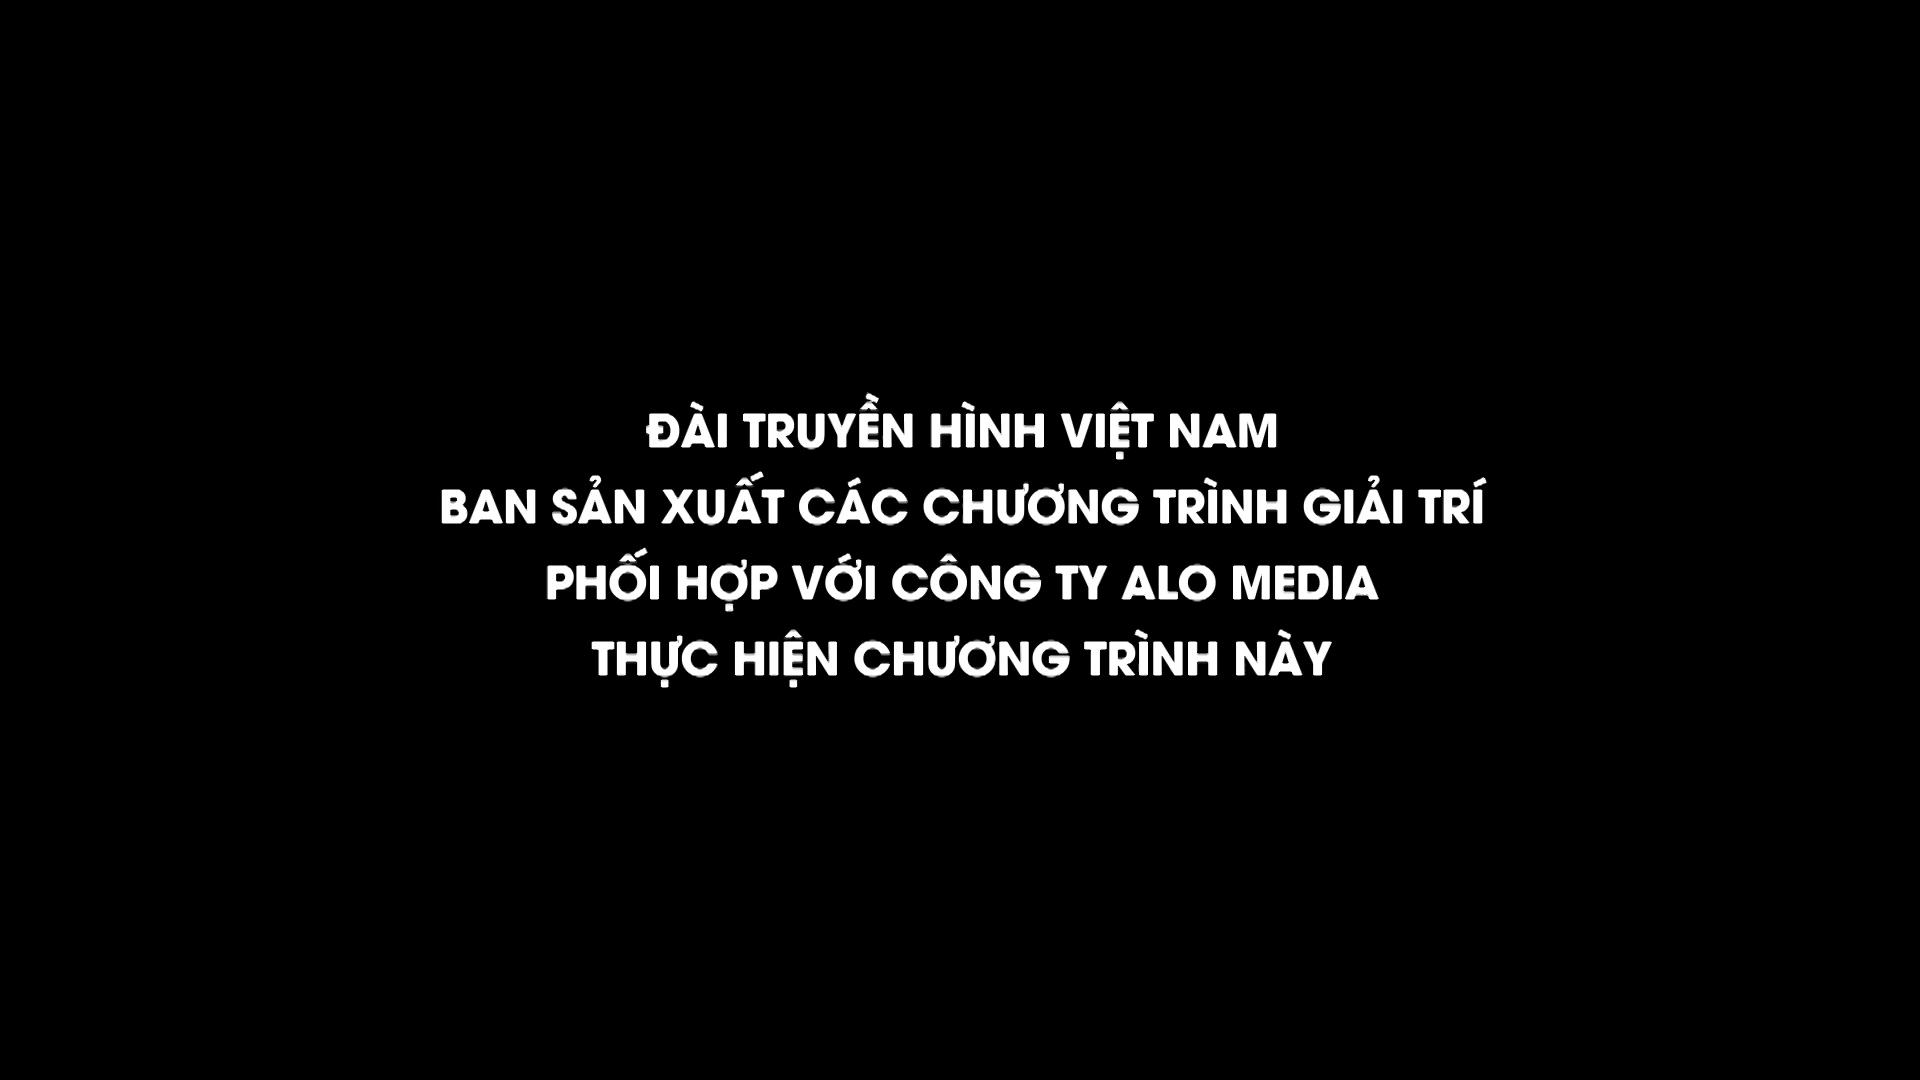 ĐÀI TRUYỀN HÌNH VIỆT NAM
BAN SẢN XUẤT CÁC CHƯƠNG TRÌNH GIẢI TRÍ
PHỐI HỢP VỚI CÔNG TY ALO MEDIA
THỰC HIỆN CHƯƠNG TRÌNH NÀY